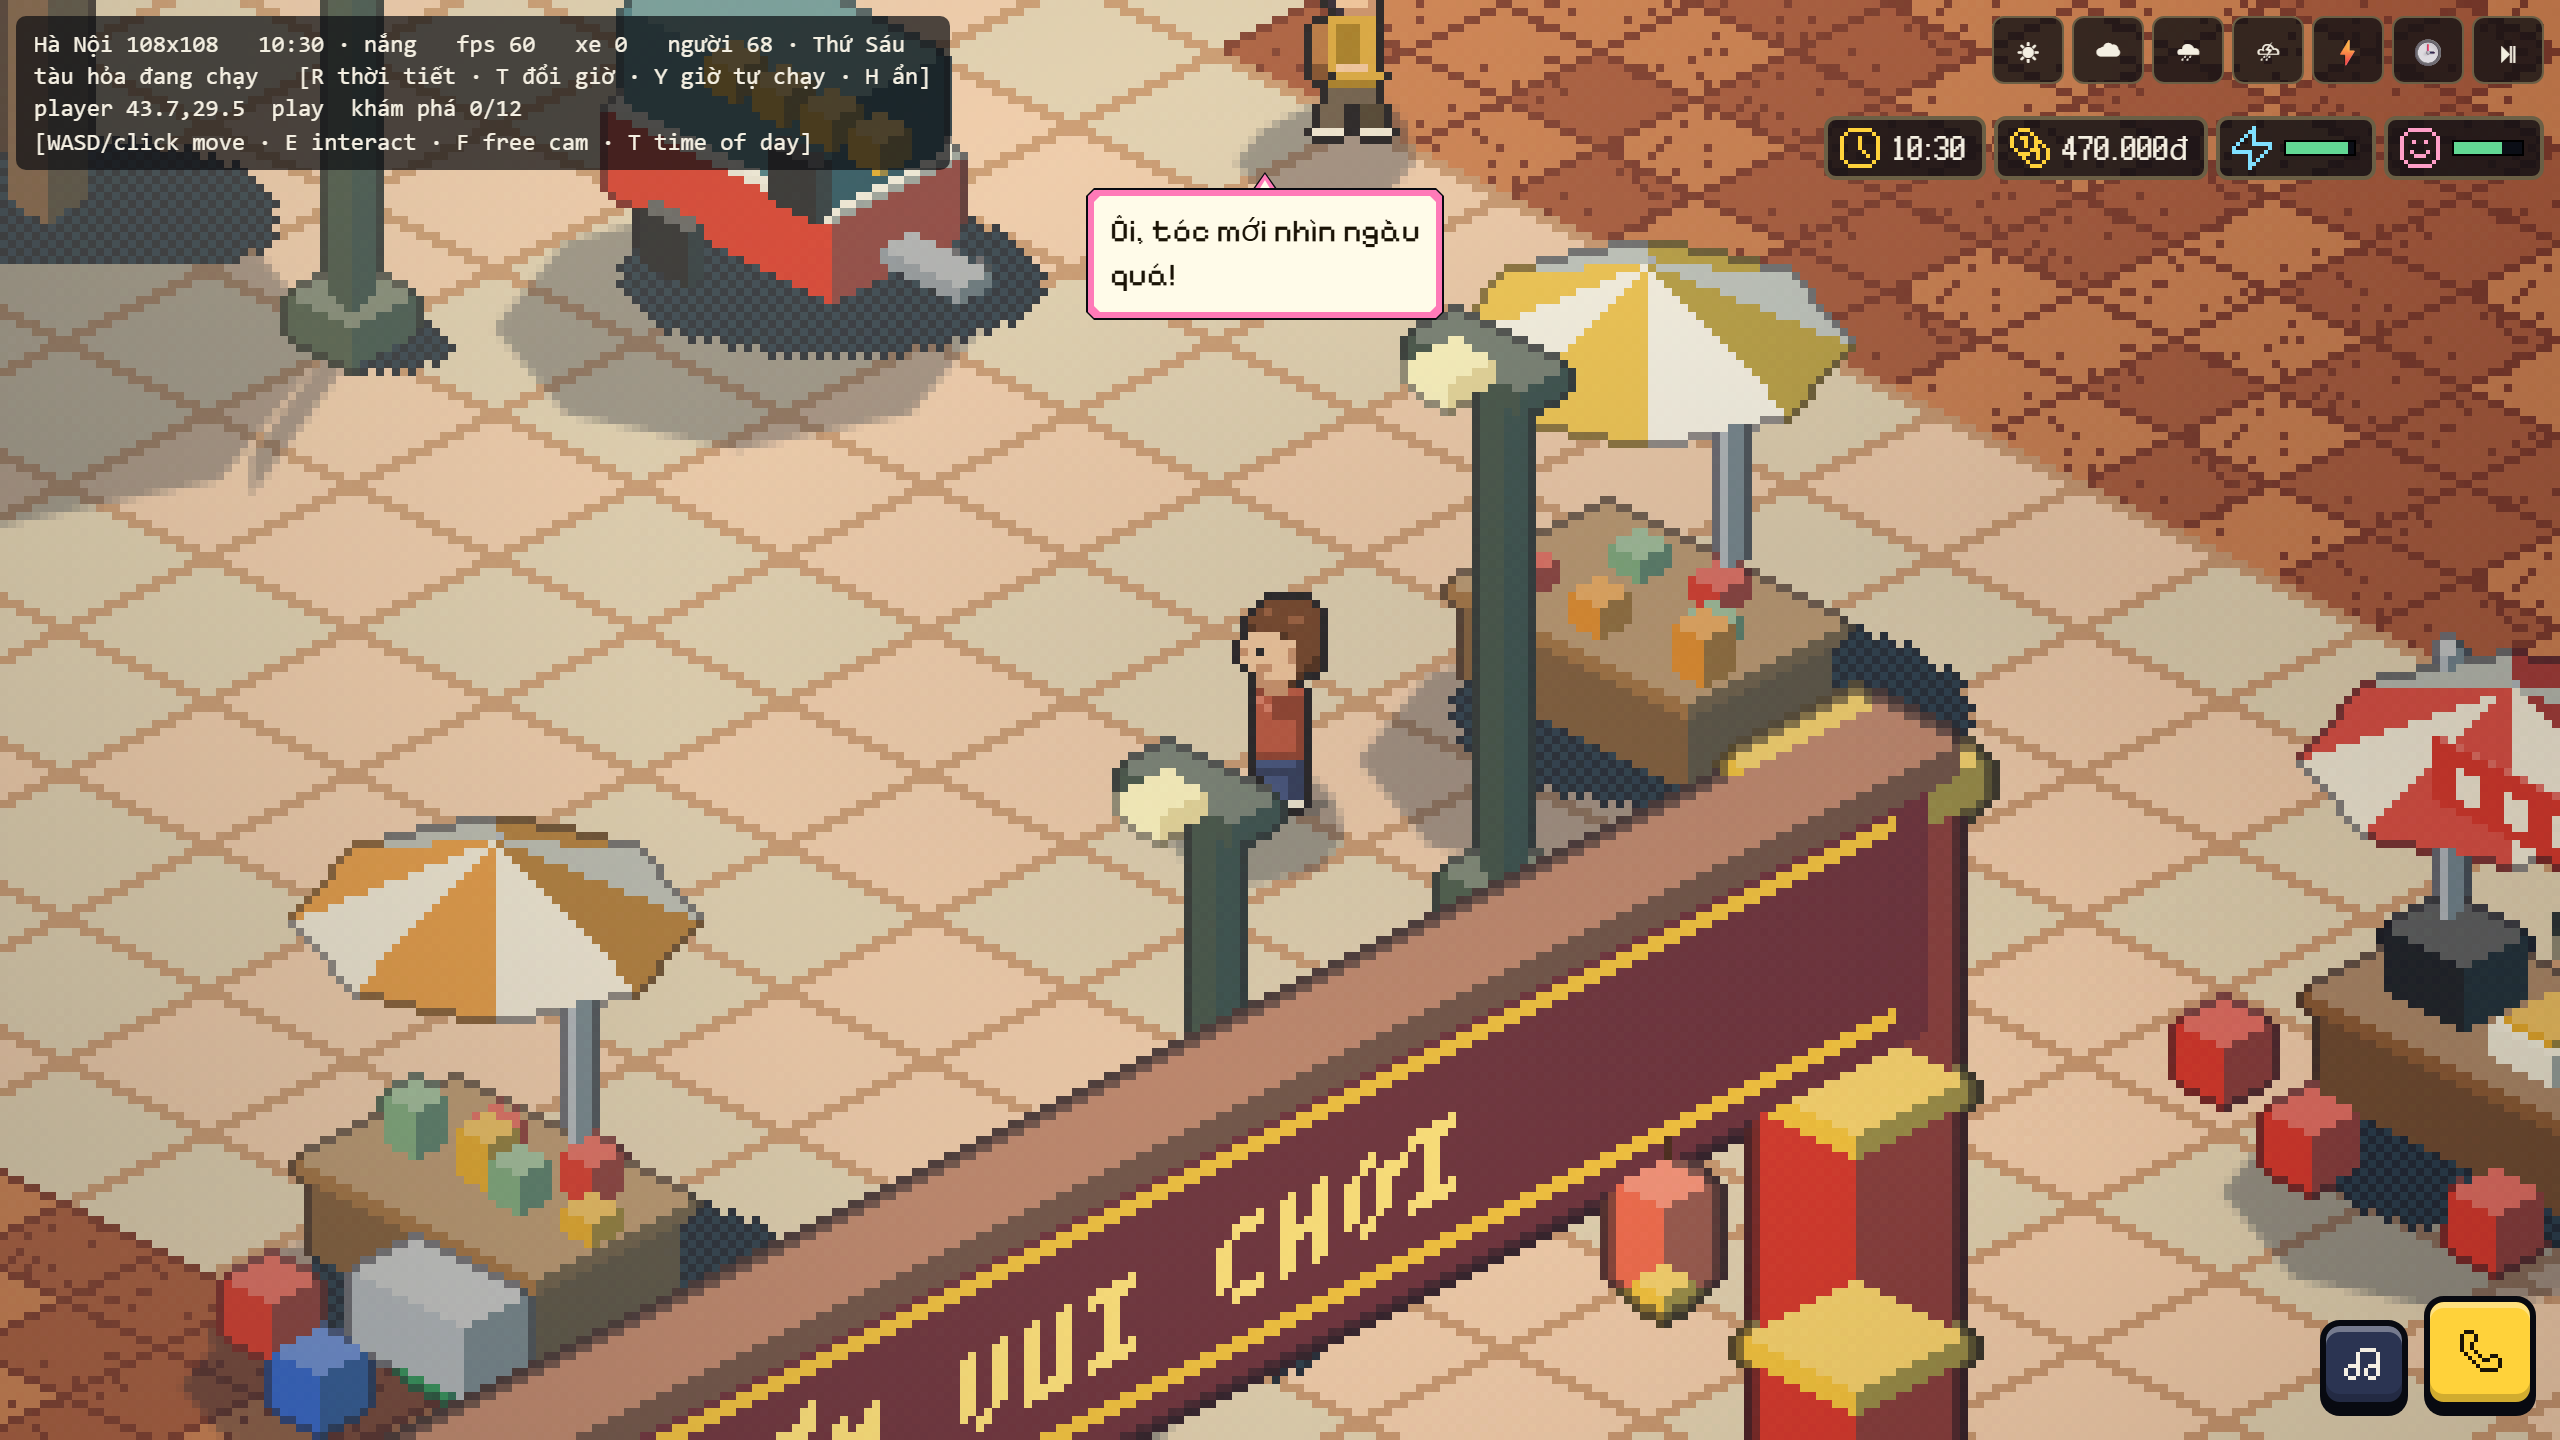 Hà Nội 108x108 10:30 · nắng fps 60 xe 0 người 68 · Thứ Sáu
tàu hỏa đang chạy [R thời tiết · T đổi giờ · Y giờ tự chạy · H ẩn]
player 43.7,29.5 play khám phá 0/12
[WASD/click move · E interact · F free cam · T time of day]
10:30
470.000đ
Ôi, tóc mới nhìn ngàu
quá!
VUI CHƠI